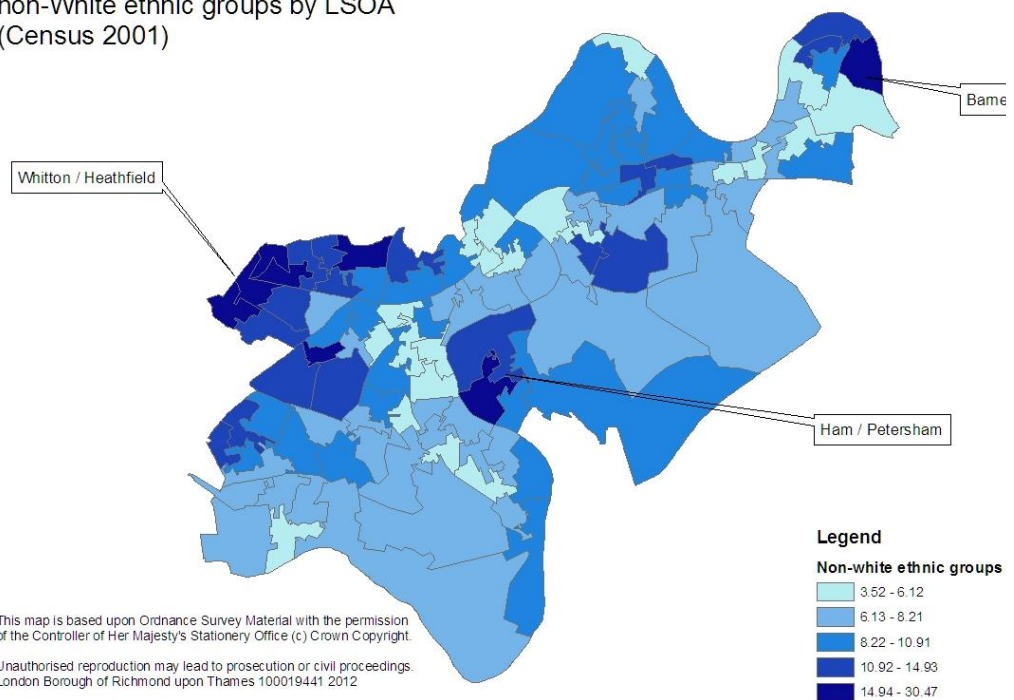 non-White ethnic groups by LSOA
(Census 2001)
Barne
Whitton / Heathfield
Ham / Petersham
Legend
Non-white ethnic groups
3.52 - 6.12
6.13 - 8.21
8.22 - 10.91
10.92 - 14.93
14.94 - 30.47
This map is based upon Ordnance Survey Material with the permission
of the Controller of Her Majesty's Stationery Office (c) Crown Copyright.
Unauthorised reproduction may lead to prosecution or civil proceedings.
London Borough of Richmond upon Thames 100019441 2012